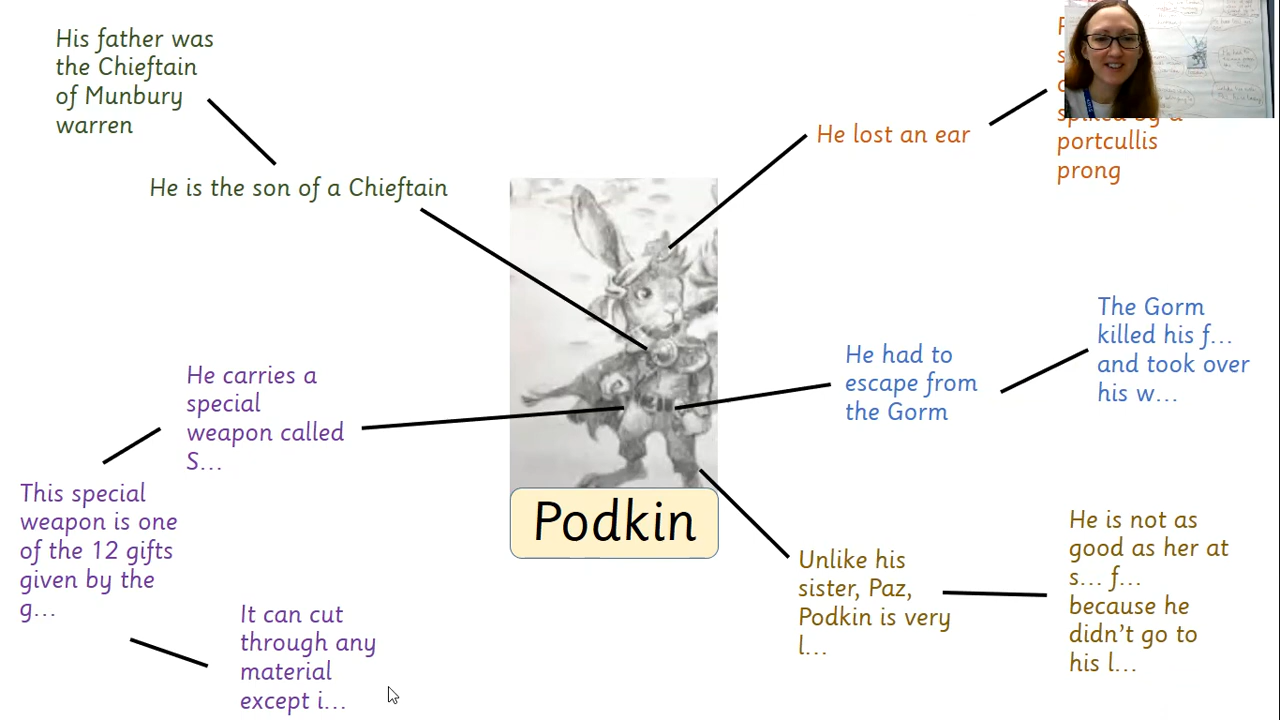 His father was
the Chieftain
of Munbury
warren
He is the son of a Chieftain
He lost an ear
portcullis
prong
He carries a
special
weapon called
S...
This special
weapon is one
of the 12 gifts
given by the
g...
It can cut
through any
material
except i...
Podkin
He had to
escape from
the Gorm
The Gorm
killed his f...
and took over
his w...
Unlike his
sister, Paz,
Podkin is very
l...
He is not as
good as her at
s... f...
because he
didn't go to
his l...